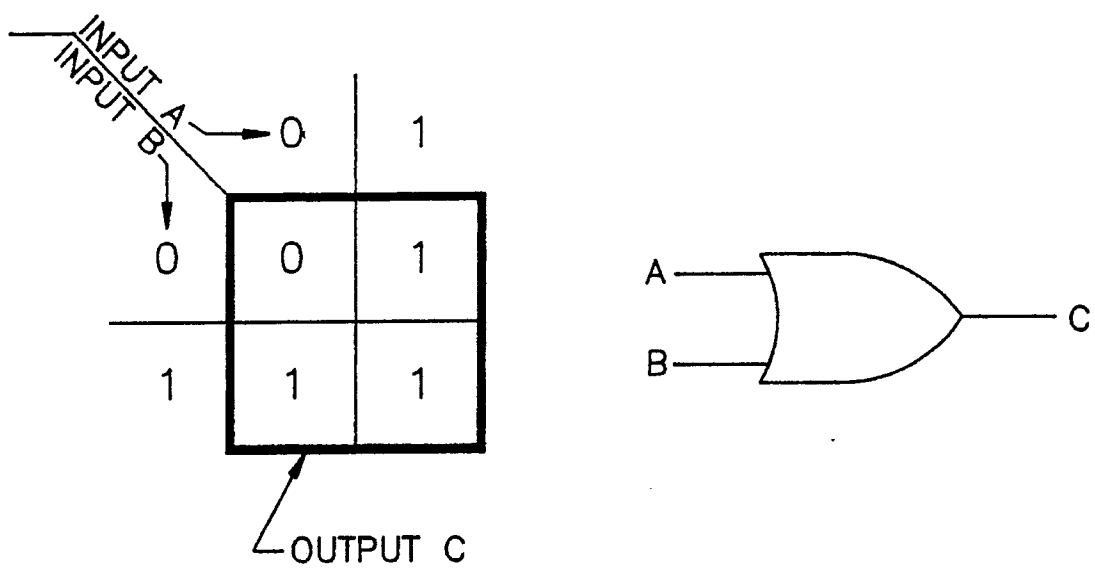 INPUT A
INPUT B
0 1
0 0 1
1 1 1
OUTPUT C
A
B
C